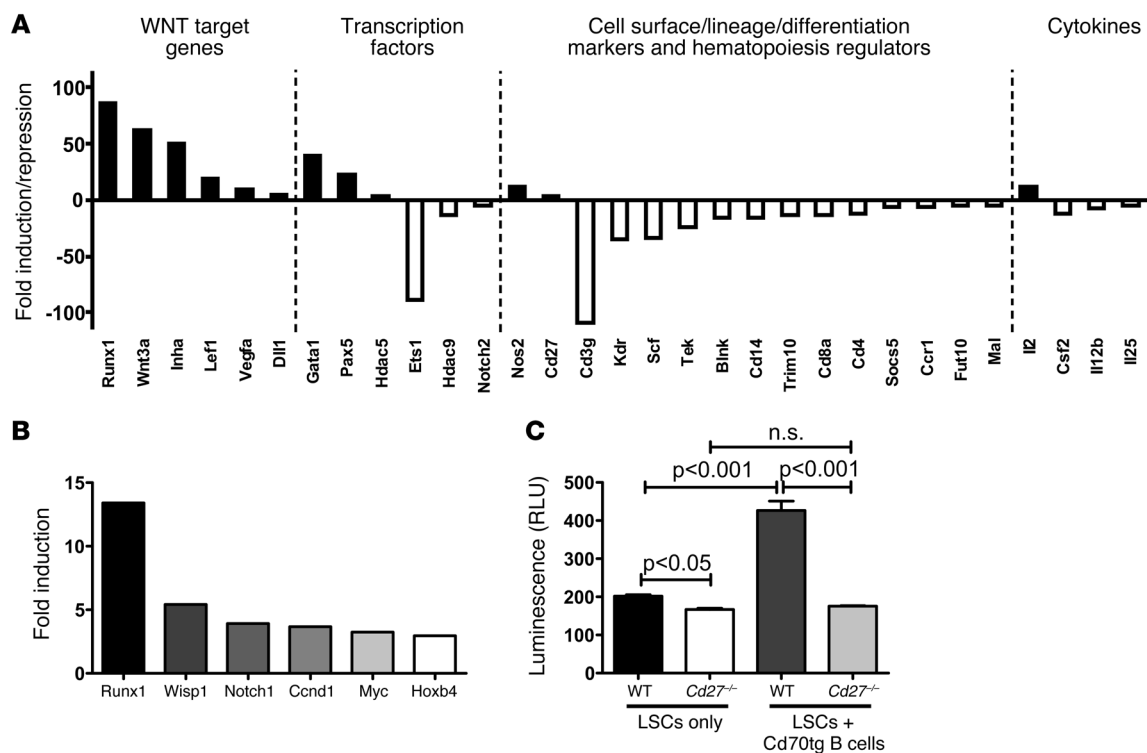 A
WNT target
genes
Transcription
factors
Cell surface/lineage/differentiation
markers and hematopoiesis regulators
Cytokines
Fold induction/repression
100
50
0
-50
-100
Runx1
Wnt3a
Inha
Lef1
Vegfa
Dll1
Gata1
Pax5
Hdac5
Ets1
Hdac9
Notch2
Nos2
Cd27
Cd3g
Kdr
Scf
Tek
Blnk
Cd14
Trim10
Cd8a
Cd4
Socs5
Ccr1
Fut10
Mal
Il2
Csf2
Il12b
Il25
B
Fold induction
15
10
5
0
Runx1
Wisp1
Notch1
Ccnd1
Myc
Hoxb4
C
Luminescence (RLU)
500
400
300
200
100
0
n.s.
p<0.001
p<0.001
p<0.05
WT
Cd27–/–
WT
Cd27–/–
LSCs only
LSCs +
Cd70tg B cells